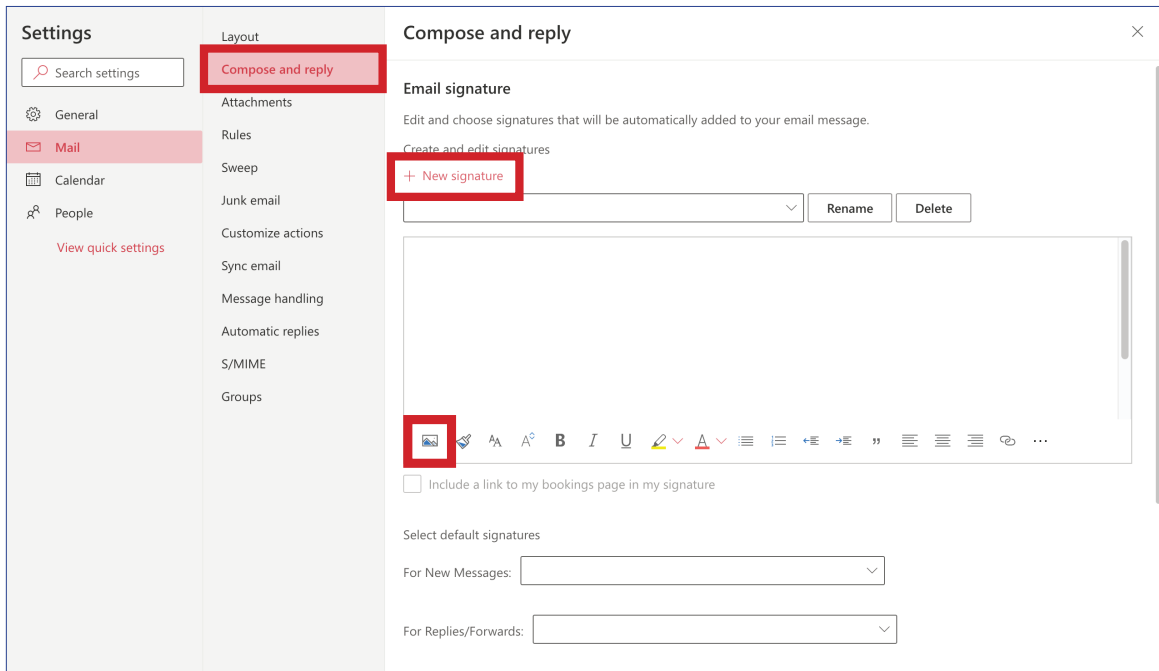 Settings
Search settings
General
Mail
Calendar
People
View quick settings
Layout
Compose and reply
Attachments
Rules
Sweep
Junk email
Customize actions
Sync email
Message handling
Automatic replies
S/MIME
Groups
Compose and reply
Email signature
Edit and choose signatures that will be automatically added to your email message.
Create and edit signatures
+ New signature
Rename Delete
Include a link to my bookings page in my signature
Select default signatures
For New Messages:
For Replies/Forwards: